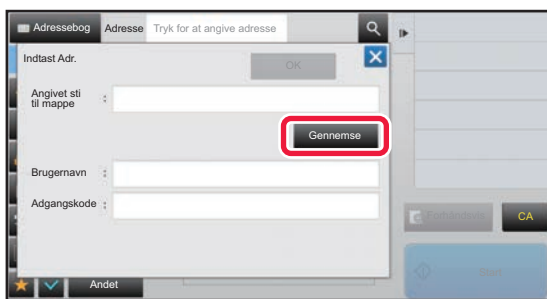 Adressebog Adresse Tryk for at angive adresse
Indtast Adr. OK
Angivet sti
til mappe :
Gennemse
Brugernavn :
Adgangskode :
CA
Start
Andet